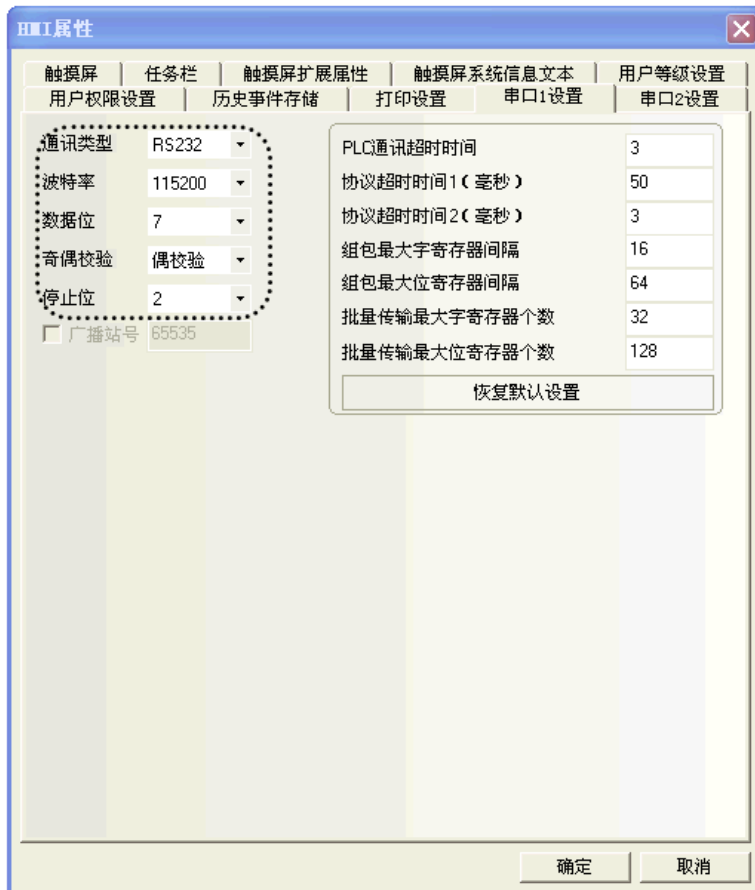 HMI属性
触摸屏 任务栏 触摸屏扩展属性 触摸屏系统信息文本 用户等级设置
用户权限设置 历史事件存储 打印设置 串口1设置 串口2设置
通讯类型 RS232
波特率 115200
数据位 7
奇偶校验 偶校验
停止位 2
广播站号 65535
PLC通讯超时时间 3
协议超时时间1(毫秒) 50
协议超时时间2(毫秒) 3
组包最大字寄存器间隔 16
组包最大位寄存器间隔 64
批量传输最大字寄存器个数 32
批量传输最大位寄存器个数 128
恢复默认设置
确定 取消